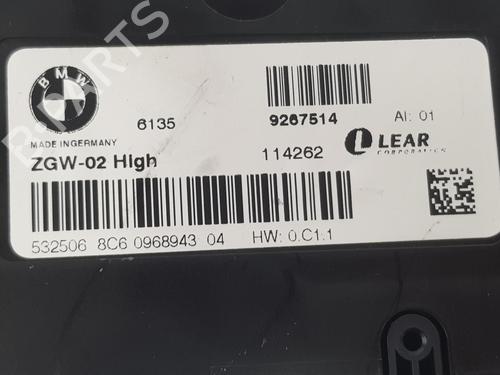 BMW
6135
9267514
AI: 01
MADE IN GERMANY
ZGW-02 High
114262
LEAR
CORPORATION
532506 8C6 0968943 04 HW: 0.C1.1